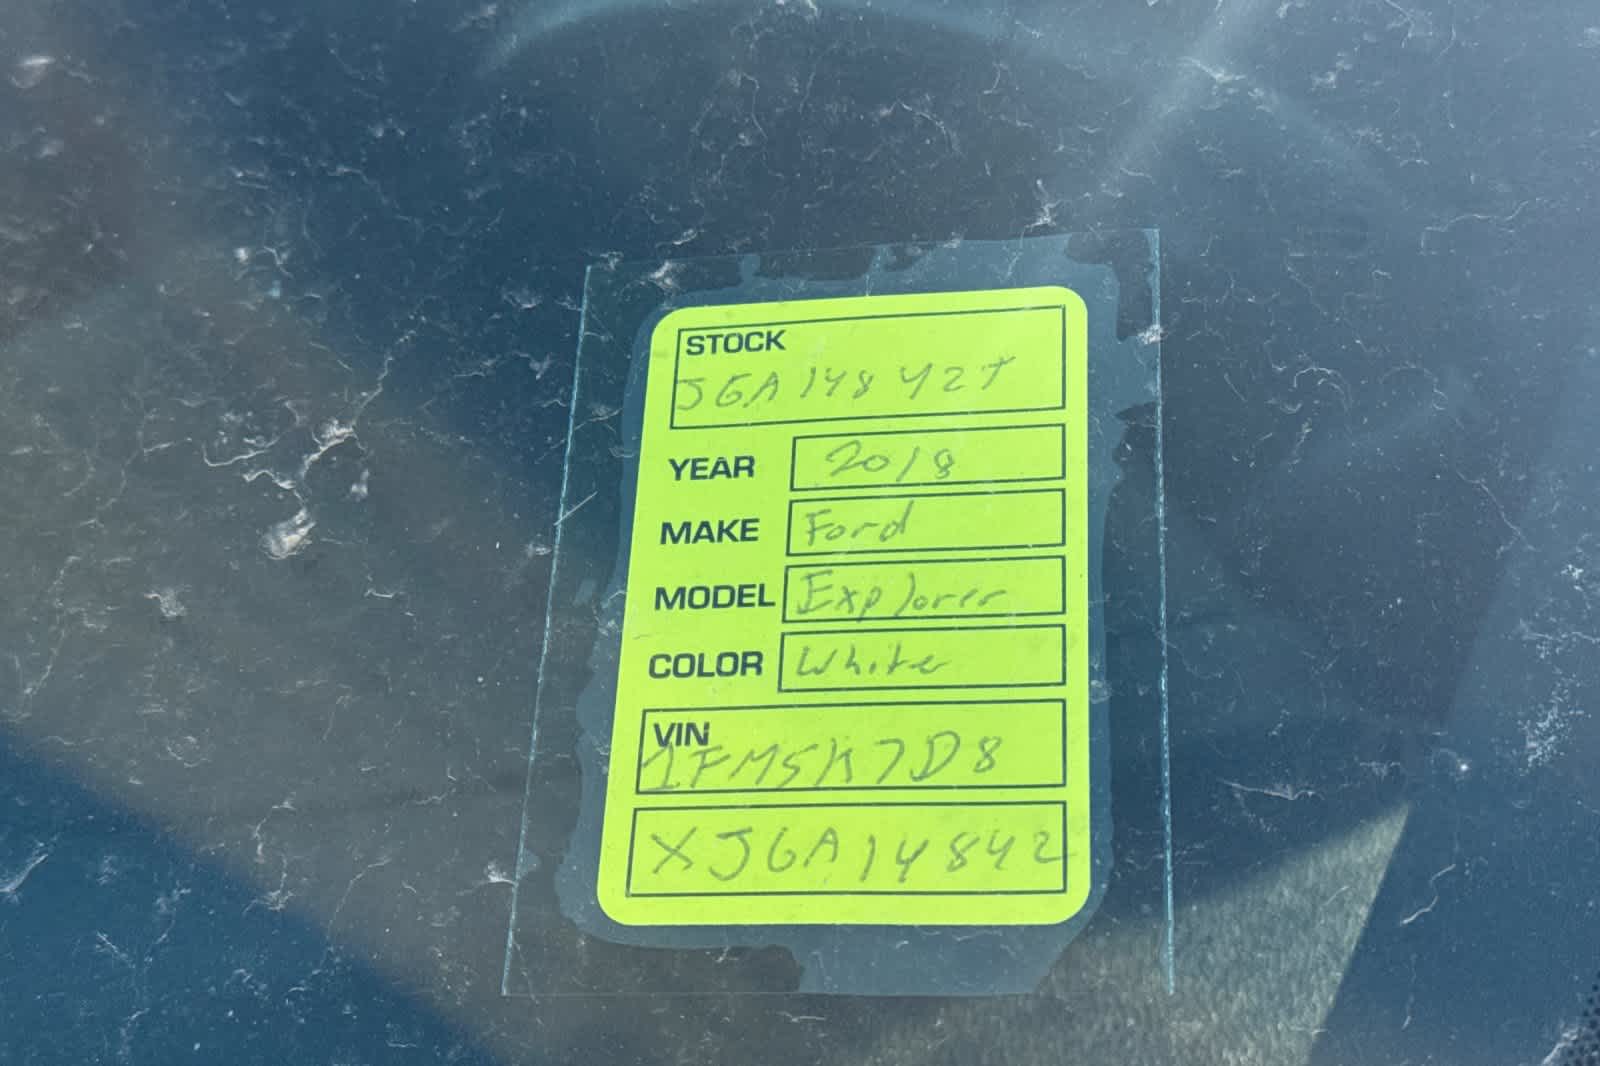 STOCK
JGA14842T
YEAR 2018
MAKE Ford
MODEL Explorer
COLOR White
VIN
1FM5K7D8
XJGA14842